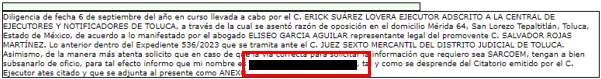 Diligencia de fecha 6 de septiembre del año en curso llevada a cabo por el C. ERICK SUÁREZ LOVERA EJECUTOR ADSCRITO A LA CENTRAL DE
EJECUTORES Y NOTIFICADORES DE TOLUCA, a través de la cual se asentó razón de oposición en el domicilio Mérida 64, San Lorezo Tepaltitlán, Toluca,
Estado de México, de acuerdo a lo manifestado por el abogado ELISEO GARCIA AGUILAR representante legal del promovente C. SALVADOR ROJAS
MARTÍNEZ. Lo anterior dentro del Expediente 536/2023 que se tramita ante el C. JUEZ SEXTO MERCANTIL DEL DISTRITO JUDICIAL DE TOLUCA.
Asimismo, de la manera más atenta solicito que en caso de que la vía correcta para solicitar la información que requiero sea SARCOEM, tengan a bien
subsanarlo de oficio, para tal efecto informo que mi nombre es tal y como se desprende del Citatorio emitido por el C.
Ejecutor ates citado y que se adjunta al presente como ANEXO